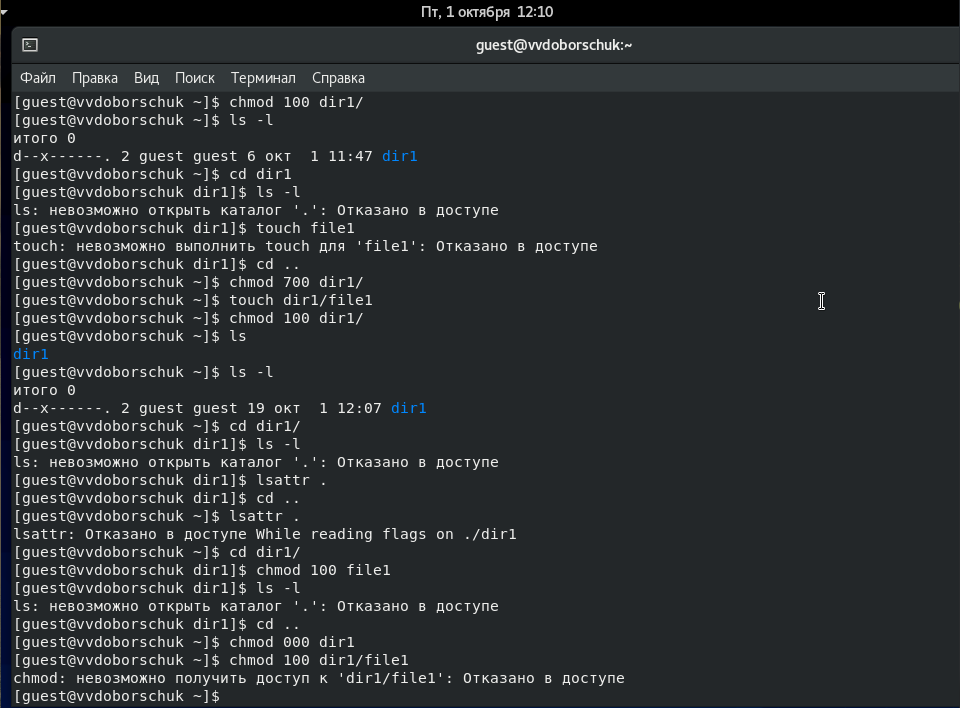 Пт, 1 октября 12:10
guest@vvdoborschuk:~
Файл Правка Вид Поиск Терминал Справка
[guest@vvdoborschuk ~]$ chmod 100 dir1/
[guest@vvdoborschuk ~]$ ls -l
итого 0
d--x------. 2 guest guest 6 окт  1 11:47 dir1
[guest@vvdoborschuk ~]$ cd dir1
[guest@vvdoborschuk dir1]$ ls -l
ls: невозможно открыть каталог '.': Отказано в доступе
[guest@vvdoborschuk dir1]$ touch file1
touch: невозможно выполнить touch для 'file1': Отказано в доступе
[guest@vvdoborschuk dir1]$ cd ..
[guest@vvdoborschuk ~]$ chmod 700 dir1/
[guest@vvdoborschuk ~]$ touch dir1/file1
[guest@vvdoborschuk ~]$ chmod 100 dir1/
[guest@vvdoborschuk ~]$ ls
dir1
[guest@vvdoborschuk ~]$ ls -l
итого 0
d--x------. 2 guest guest 19 окт  1 12:07 dir1
[guest@vvdoborschuk ~]$ cd dir1/
[guest@vvdoborschuk dir1]$ ls -l
ls: невозможно открыть каталог '.': Отказано в доступе
[guest@vvdoborschuk dir1]$ lsattr .
[guest@vvdoborschuk dir1]$ cd ..
[guest@vvdoborschuk ~]$ lsattr .
lsattr: Отказано в доступе While reading flags on ./dir1
[guest@vvdoborschuk ~]$ cd dir1/
[guest@vvdoborschuk dir1]$ chmod 100 file1
[guest@vvdoborschuk dir1]$ ls -l
ls: невозможно открыть каталог '.': Отказано в доступе
[guest@vvdoborschuk dir1]$ cd ..
[guest@vvdoborschuk ~]$ chmod 000 dir1
[guest@vvdoborschuk ~]$ chmod 100 dir1/file1
chmod: невозможно получить доступ к 'dir1/file1': Отказано в доступе
[guest@vvdoborschuk ~]$